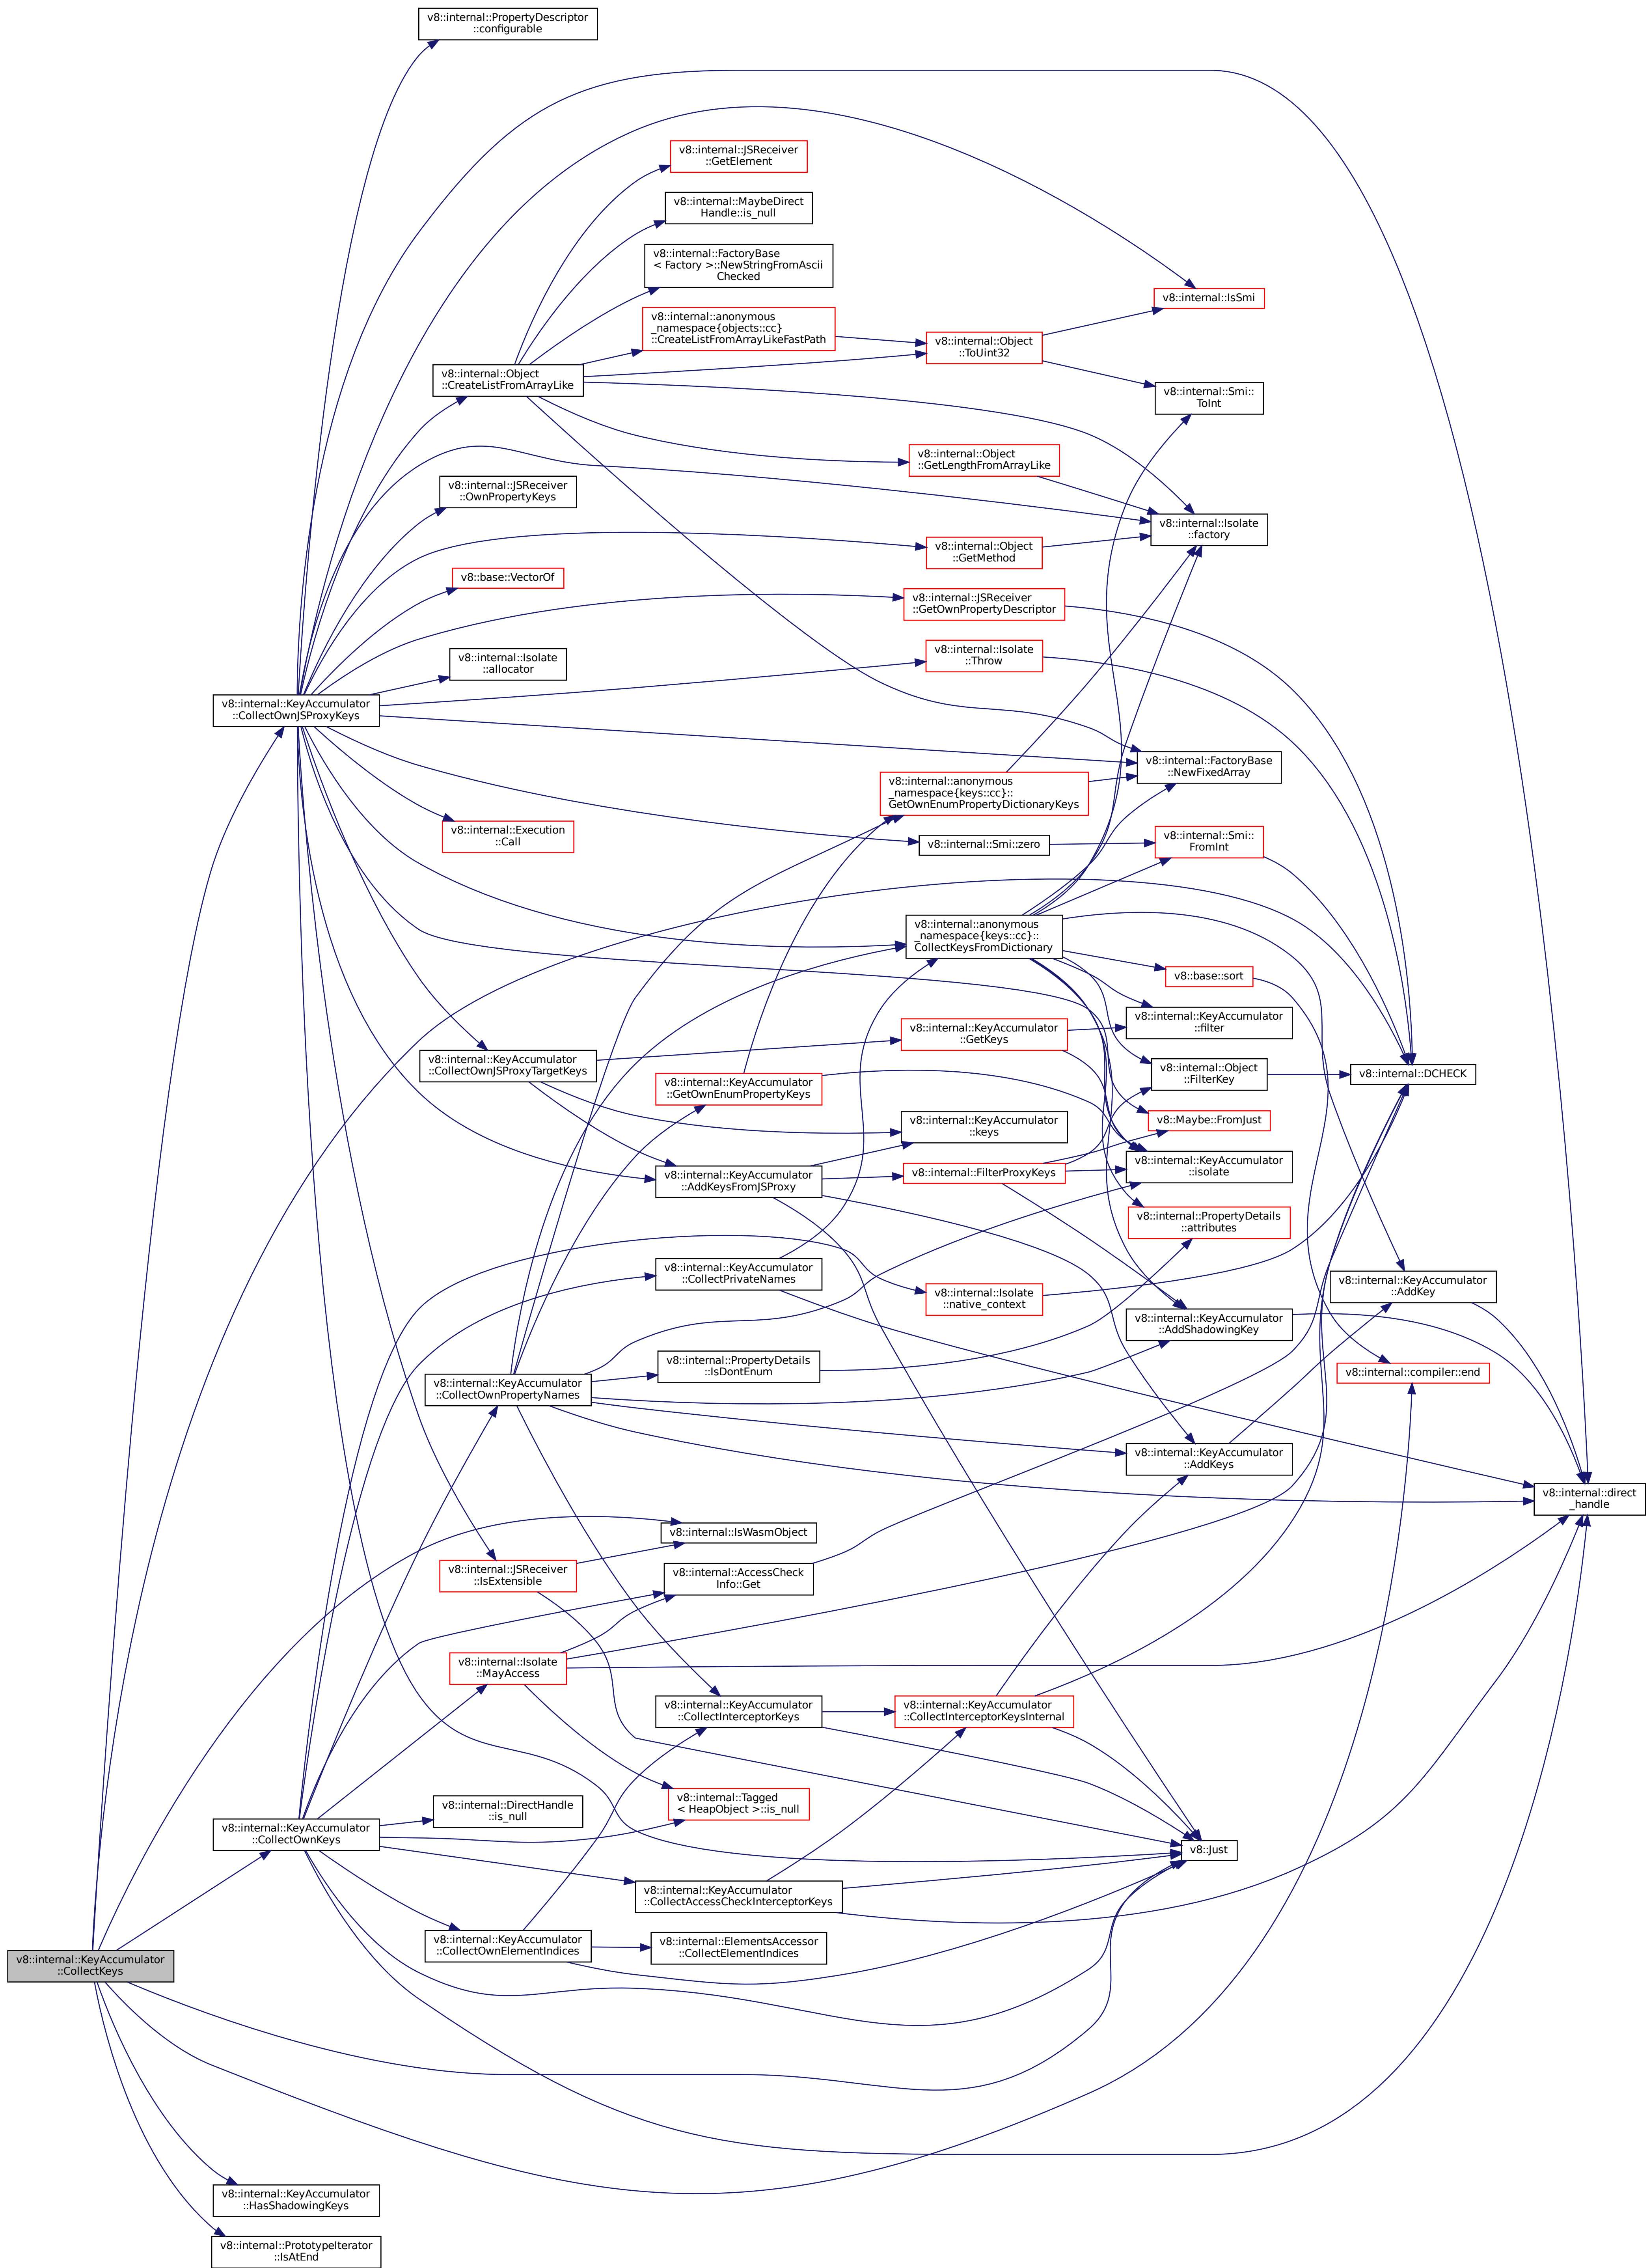 v8::internal::PropertyDescriptor
::configurable
v8::internal::JSReceiver
::GetElement
v8::internal::MaybeDirect
Handle::is_null
v8::internal::FactoryBase
< Factory >::NewStringFromAscii
Checked
v8::internal::IsSmi
v8::internal::anonymous
_namespace{objects::cc}
::CreateListFromArrayLikeFastPath
v8::internal::Object
::ToUint32
v8::internal::Object
::CreateListFromArrayLike
v8::internal::Smi::
ToInt
v8::internal::Object
::GetLengthFromArrayLike
v8::internal::JSReceiver
::OwnPropertyKeys
v8::internal::Isolate
::factory
v8::internal::Object
::GetMethod
v8::base::VectorOf
v8::internal::JSReceiver
::GetOwnPropertyDescriptor
v8::internal::Isolate
::allocator
v8::internal::Isolate
::Throw
v8::internal::KeyAccumulator
::CollectOwnJSProxyKeys
v8::internal::FactoryBase
::NewFixedArray
v8::internal::anonymous
_namespace{keys::cc}::
GetOwnEnumPropertyDictionaryKeys
v8::internal::Execution
::Call
v8::internal::Smi::zero
v8::internal::Smi::
FromInt
v8::internal::anonymous
_namespace{keys::cc}::
CollectKeysFromDictionary
v8::base::sort
v8::internal::KeyAccumulator
::filter
v8::internal::KeyAccumulator
::GetKeys
v8::internal::KeyAccumulator
::CollectOwnJSProxyTargetKeys
v8::internal::Object
::FilterKey
v8::internal::DCHECK
v8::internal::KeyAccumulator
::GetOwnEnumPropertyKeys
v8::Maybe::FromJust
v8::internal::KeyAccumulator
::keys
v8::internal::KeyAccumulator
::isolate
v8::internal::KeyAccumulator
::AddKeysFromJSProxy
v8::internal::FilterProxyKeys
v8::internal::PropertyDetails
::attributes
v8::internal::KeyAccumulator
::CollectPrivateNames
v8::internal::Isolate
::native_context
v8::internal::KeyAccumulator
::AddKey
v8::internal::KeyAccumulator
::AddShadowingKey
v8::internal::PropertyDetails
::IsDontEnum
v8::internal::compiler::end
v8::internal::KeyAccumulator
::CollectOwnPropertyNames
v8::internal::KeyAccumulator
::AddKeys
v8::internal::direct
_handle
v8::internal::IsWasmObject
v8::internal::JSReceiver
::IsExtensible
v8::internal::AccessCheck
Info::Get
v8::internal::Isolate
::MayAccess
v8::internal::KeyAccumulator
::CollectInterceptorKeys
v8::internal::KeyAccumulator
::CollectInterceptorKeysInternal
v8::internal::DirectHandle
::is_null
v8::internal::Tagged
< HeapObject >::is_null
v8::internal::KeyAccumulator
::CollectOwnKeys
v8::Just
v8::internal::KeyAccumulator
::CollectAccessCheckInterceptorKeys
v8::internal::KeyAccumulator
::CollectOwnElementIndices
v8::internal::ElementsAccessor
::CollectElementIndices
v8::internal::KeyAccumulator
::CollectKeys
v8::internal::KeyAccumulator
::HasShadowingKeys
v8::internal::PrototypeIterator
::IsAtEnd